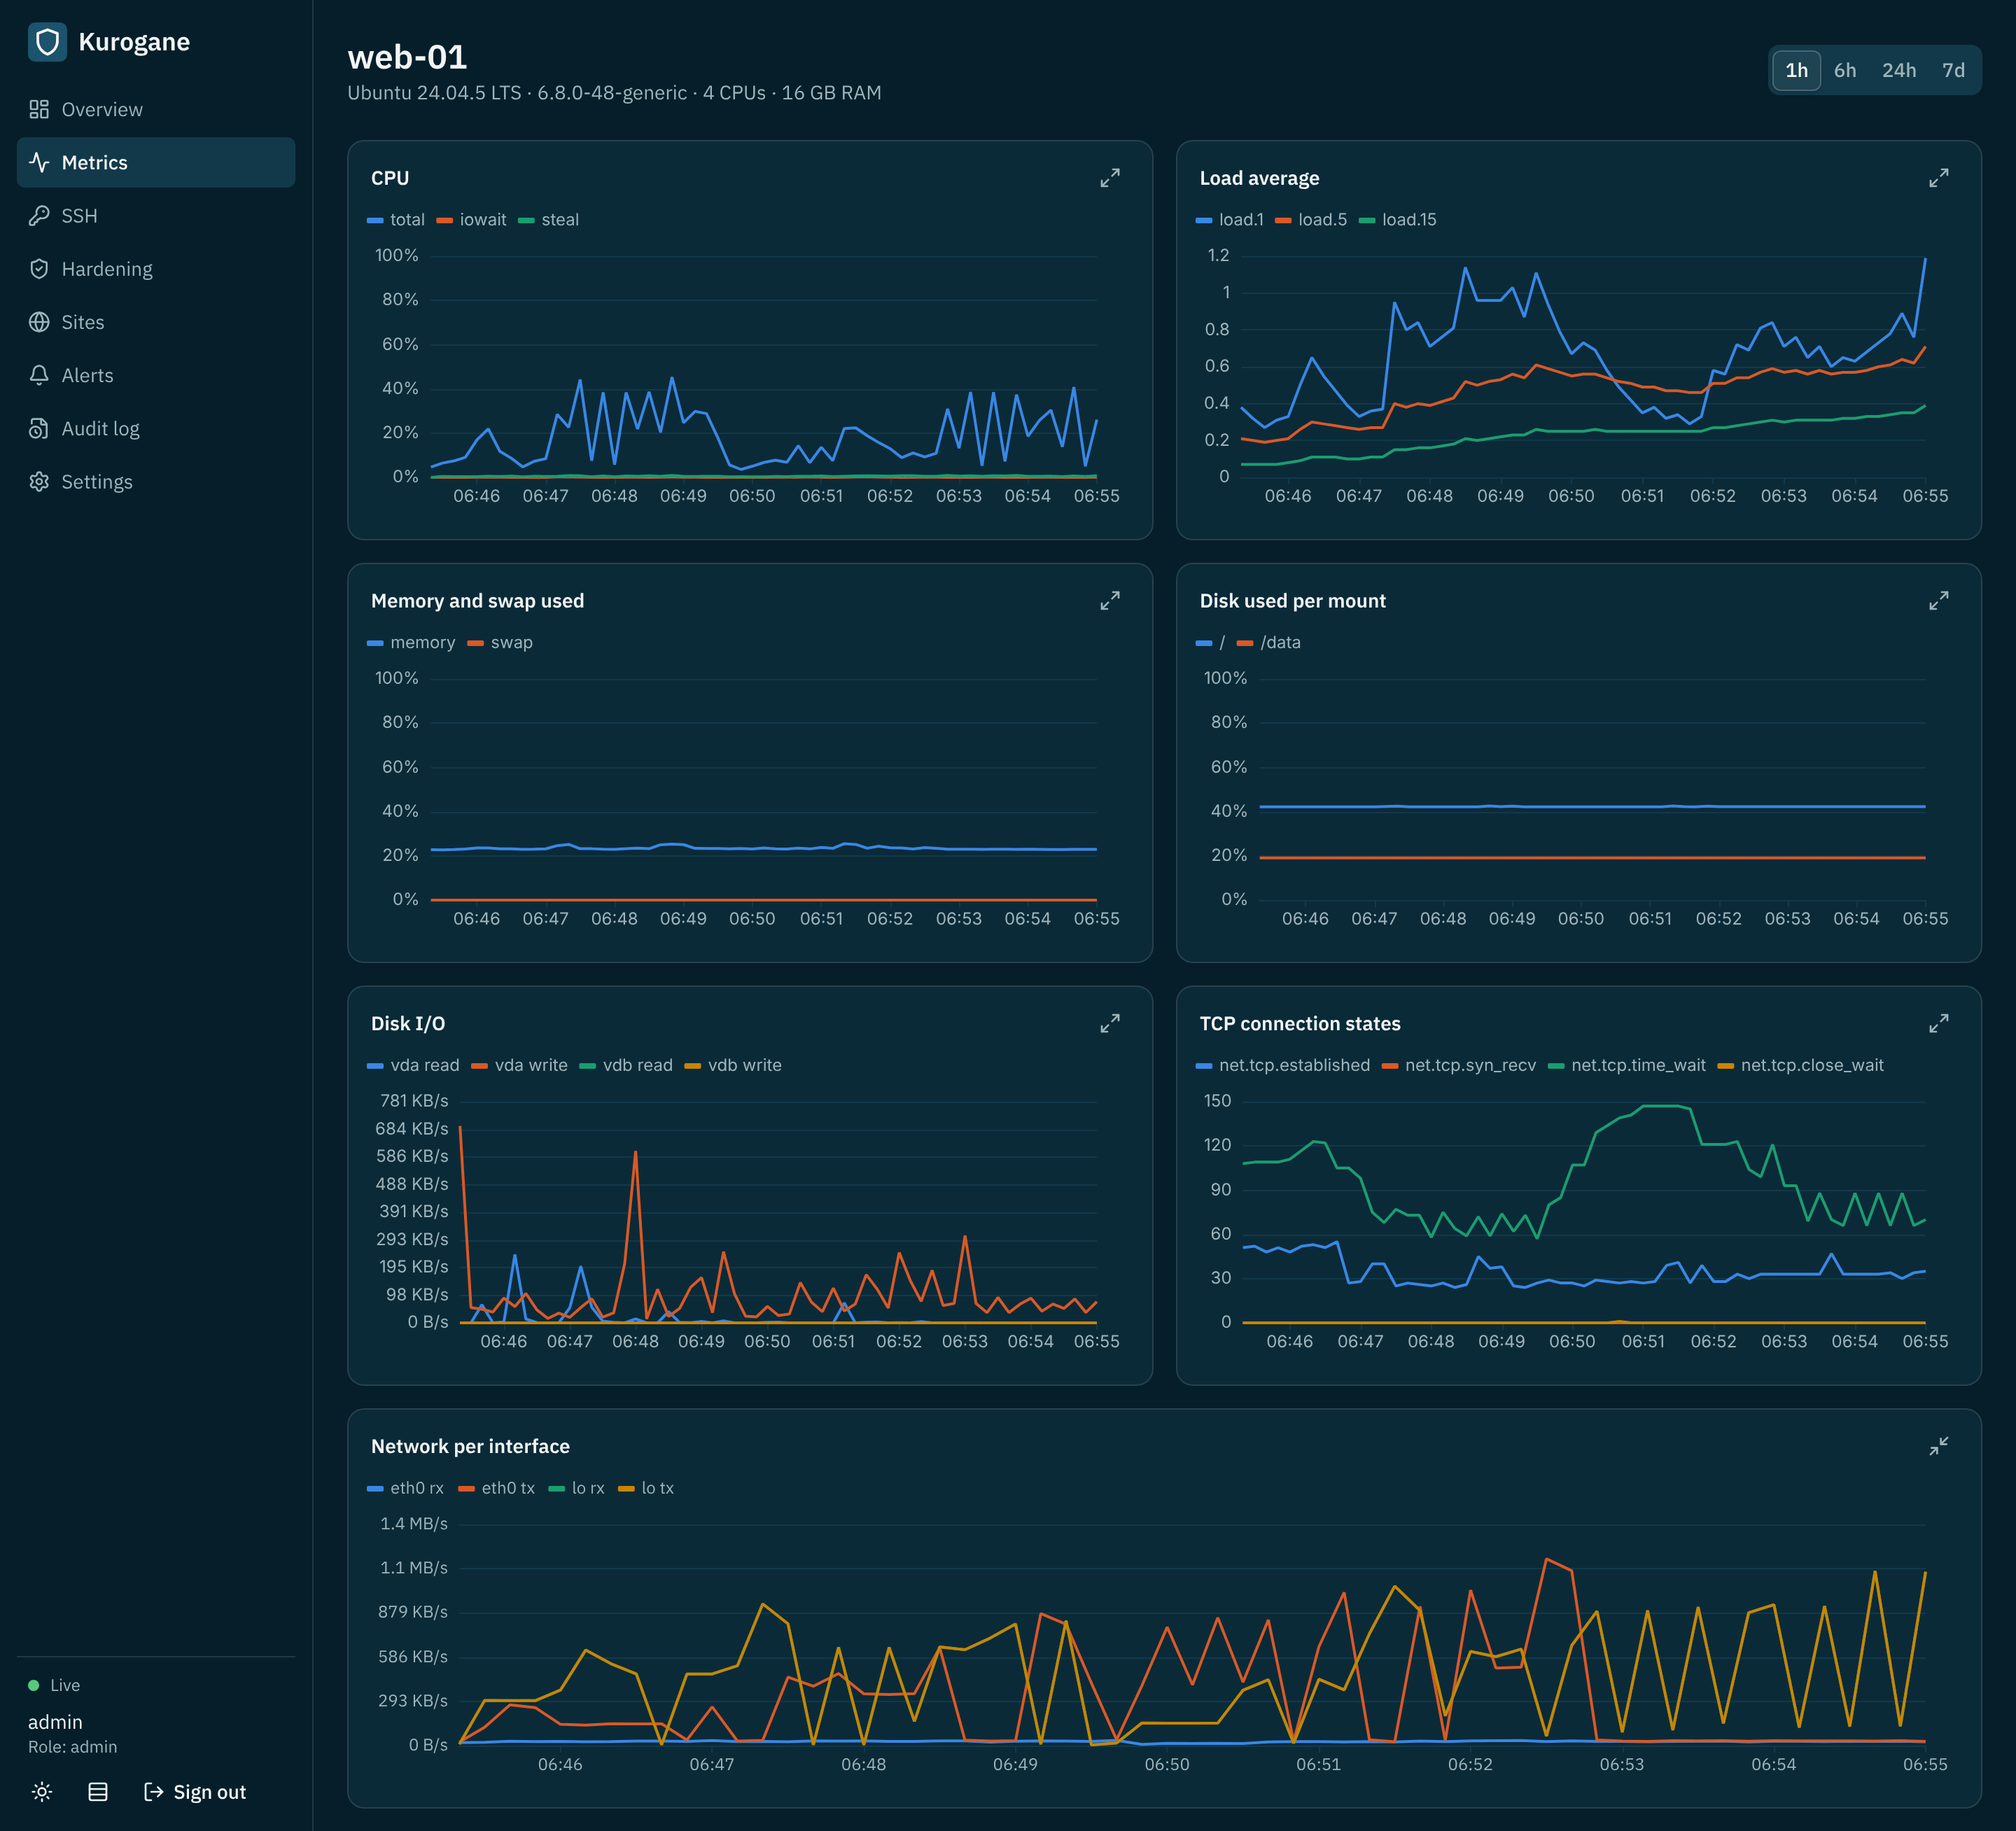 Kurogane
Overview
Metrics
SSH
Hardening
Sites
Alerts
Audit log
Settings
Live
admin
Role: admin
Sign out
web-01
Ubuntu 24.04.5 LTS · 6.8.0-48-generic · 4 CPUs · 16 GB RAM
1h 6h 24h 7d
CPU
total iowait steal
100%
80%
60%
40%
20%
0%
06:46 06:47 06:48 06:49 06:50 06:51 06:52 06:53 06:54 06:55
Load average
load.1 load.5 load.15
1.2
1
0.8
0.6
0.4
0.2
0
06:46 06:47 06:48 06:49 06:50 06:51 06:52 06:53 06:54 06:55
Memory and swap used
memory swap
100%
80%
60%
40%
20%
0%
06:46 06:47 06:48 06:49 06:50 06:51 06:52 06:53 06:54 06:55
Disk used per mount
/ /data
100%
80%
60%
40%
20%
0%
06:46 06:47 06:48 06:49 06:50 06:51 06:52 06:53 06:54 06:55
Disk I/O
vda read vda write vdb read vdb write
781 KB/s
684 KB/s
586 KB/s
488 KB/s
391 KB/s
293 KB/s
195 KB/s
98 KB/s
0 B/s
06:46 06:47 06:48 06:49 06:50 06:51 06:52 06:53 06:54 06:55
TCP connection states
net.tcp.established net.tcp.syn_recv net.tcp.time_wait net.tcp.close_wait
150
120
90
60
30
0
06:46 06:47 06:48 06:49 06:50 06:51 06:52 06:53 06:54 06:55
Network per interface
eth0 rx eth0 tx lo rx lo tx
1.4 MB/s
1.1 MB/s
879 KB/s
586 KB/s
293 KB/s
0 B/s
06:46 06:47 06:48 06:49 06:50 06:51 06:52 06:53 06:54 06:55